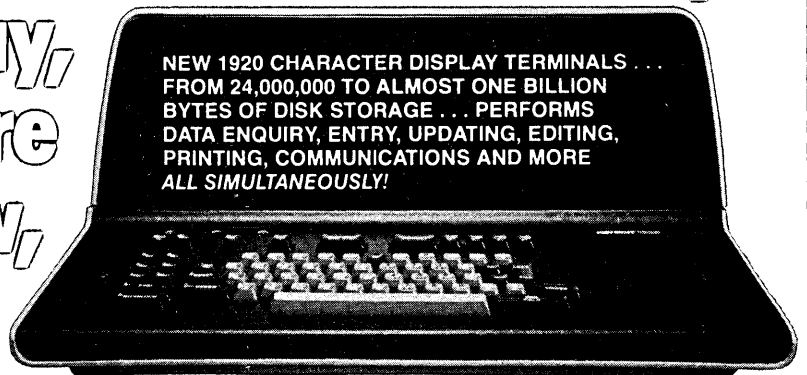 NEW 1920 CHARACTER DISPLAY TERMINALS . . .
FROM 24,000,000 TO ALMOST ONE BILLION
BYTES OF DISK STORAGE . . . PERFORMS
DATA ENQUIRY, ENTRY, UPDATING, EDITING,
PRINTING, COMMUNICATIONS AND MORE
ALL SIMULTANEOUSLY!